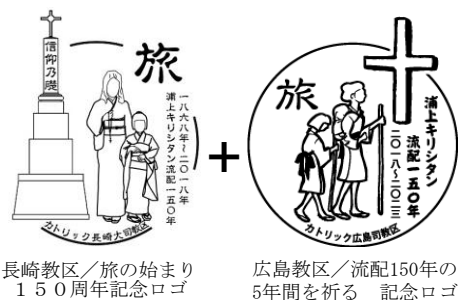 信仰乃礎
旅
一八六八年～二〇一八年
浦上キリシタン流配一五〇年
カトリック長崎大司教区
+
旅
浦上キリシタン
流配一五〇年
二〇一八～二〇二三
カトリック広島司教区
長崎教区／旅の始まり
１５０周年記念ロゴ
広島教区／流配150年の
5年間を祈る　記念ロゴ